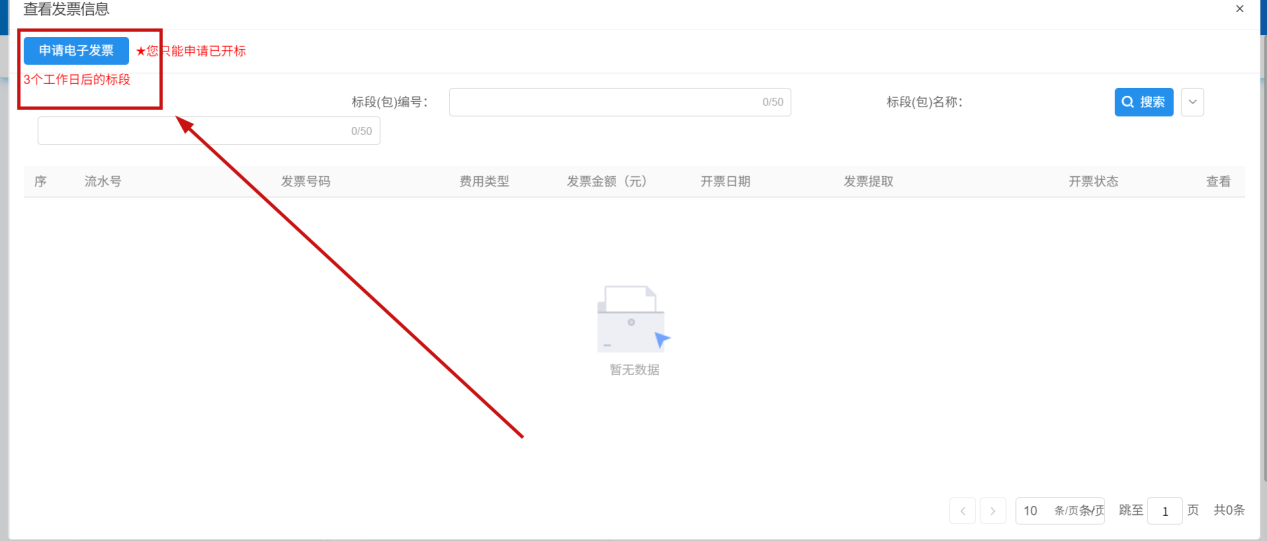 查看发票信息
×
申请电子发票 ★您只能申请已开标
3个工作日后的标段
标段(包)编号： 0/50 标段(包)名称： 搜索
0/50
序 流水号 发票号码 费用类型 发票金额（元） 开票日期 发票提取 开票状态 查看
暂无数据
10 条/页条/页 跳至 1 页 共0条